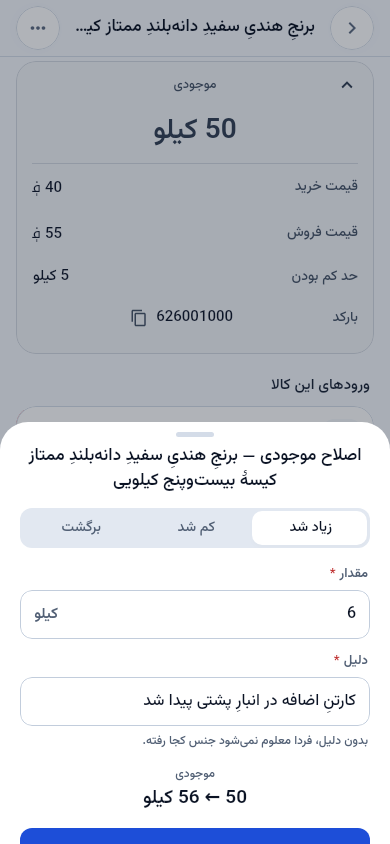 برنجِ هندیِ سفیدِ دانه‌بلندِ ممتاز کیـ...
موجودی
50 کیلو
قیمت خرید
40 ؋
قیمت فروش
55 ؋
حد کم بودن
5 کیلو
بارکد
626001000
ورودهای این کالا
اصلاح موجودی — برنجِ هندیِ سفیدِ دانه‌بلندِ ممتاز
کیسهٔ بیست‌وپنج کیلویی
زیاد شد
کم شد
برگشت
مقدار *
6
کیلو
دلیل *
کارتنِ اضافه در انبارِ پشتی پیدا شد
بدون دلیل، فردا معلوم نمی‌شود جنس کجا رفته.
موجودی
50 ← 56 کیلو